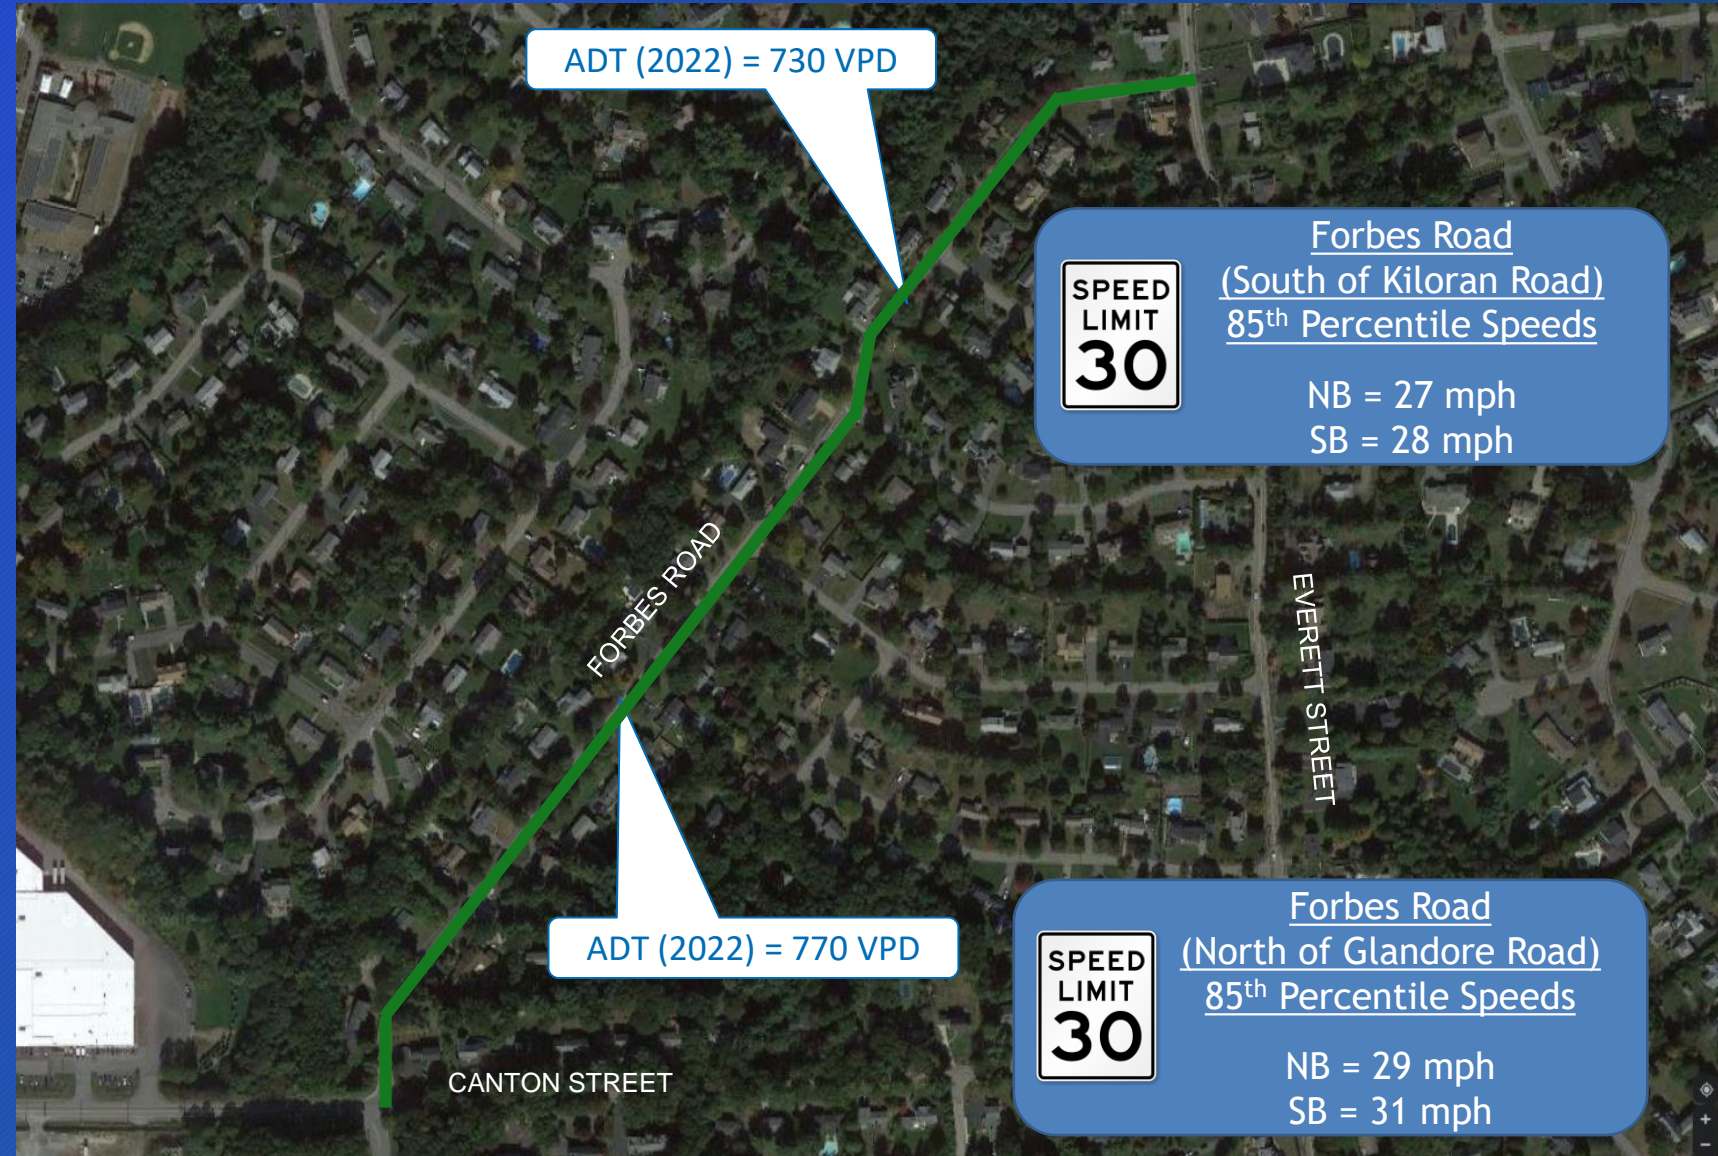 ADT (2022) = 730 VPD
SPEED
LIMIT
30
Forbes Road
(South of Kiloran Road)
85th Percentile Speeds
NB = 27 mph
SB = 28 mph
FORBES ROAD
EVERETT STREET
ADT (2022) = 770 VPD
SPEED
LIMIT
30
Forbes Road
(North of Glandore Road)
85th Percentile Speeds
NB = 29 mph
SB = 31 mph
CANTON STREET